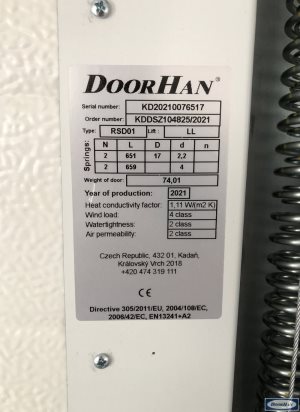 DOORHAN®
Serial number: KD20210076517
Order number: KDDSZ104825/2021
Type: RSD01 Lift: LL
Springs:
N L D d n
2 651 17 2,2
2 659 4
Weight of door: 74,01
Year of production: 2021
Heat conductivity factor: 1,11 W/(m2 K)
Wind load: 4 class
Watertightness: 2 class
Air permeability: 2 class
Czech Republic, 432 01, Kadaň,
Královský Vrch 2018
+420 474 319 111
CE
Directive 305/2011/EU, 2004/108/EC,
2006/42/EC, EN13241+A2
DOORHAN